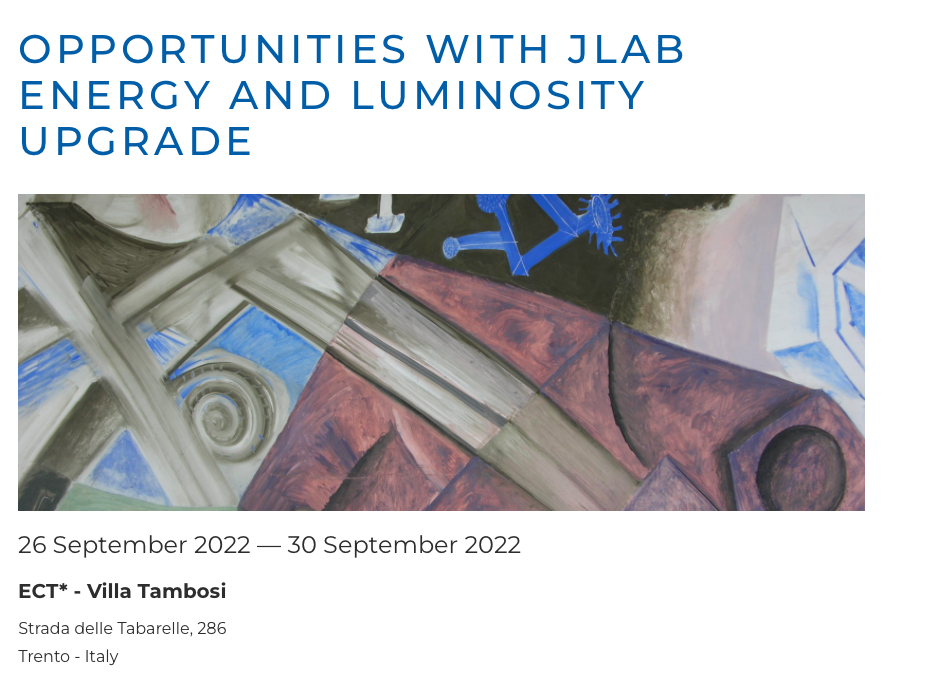 OPPORTUNITIES WITH JLAB
ENERGY AND LUMINOSITY
UPGRADE
26 September 2022 — 30 September 2022
ECT* - Villa Tambosi
Strada delle Tabarelle, 286
Trento - Italy